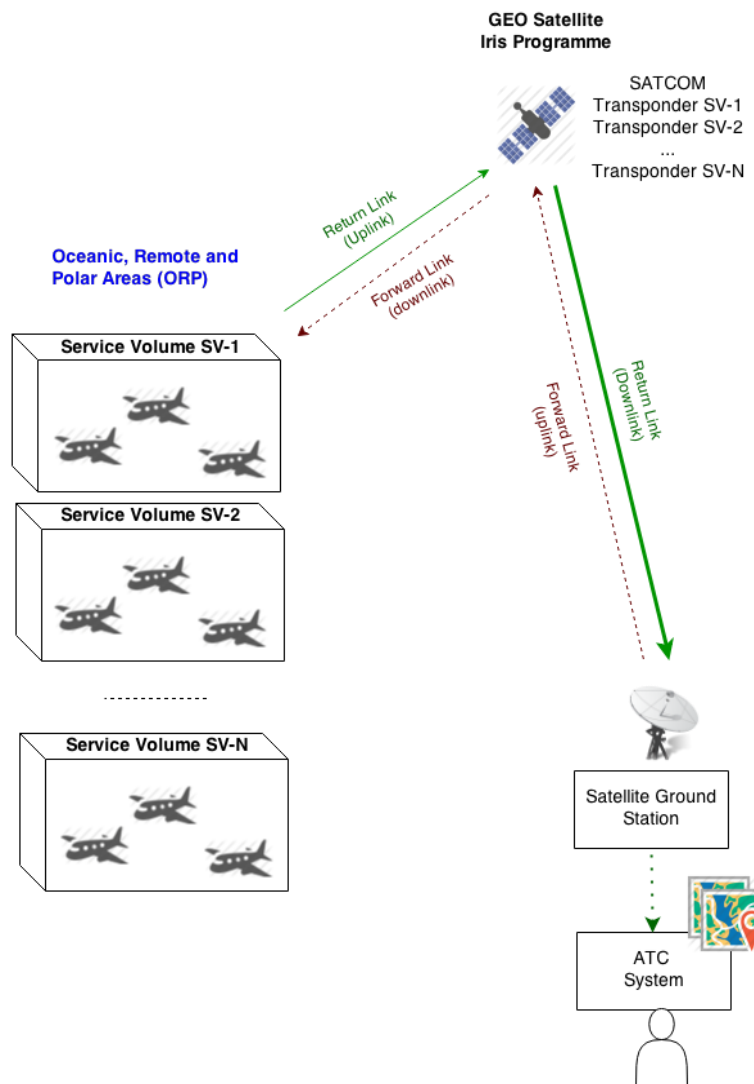 GEO Satellite
Iris Programme
SATCOM
Transponder SV-1
Transponder SV-2
...
Transponder SV-N
Return Link
(Uplink)
Forward Link
(downlink)
Oceanic, Remote and
Polar Areas (ORP)
Service Volume SV-1
Return Link
(Downlink)
Forward Link
(uplink)
Service Volume SV-2
Service Volume SV-N
Satellite Ground
Station
ATC
System